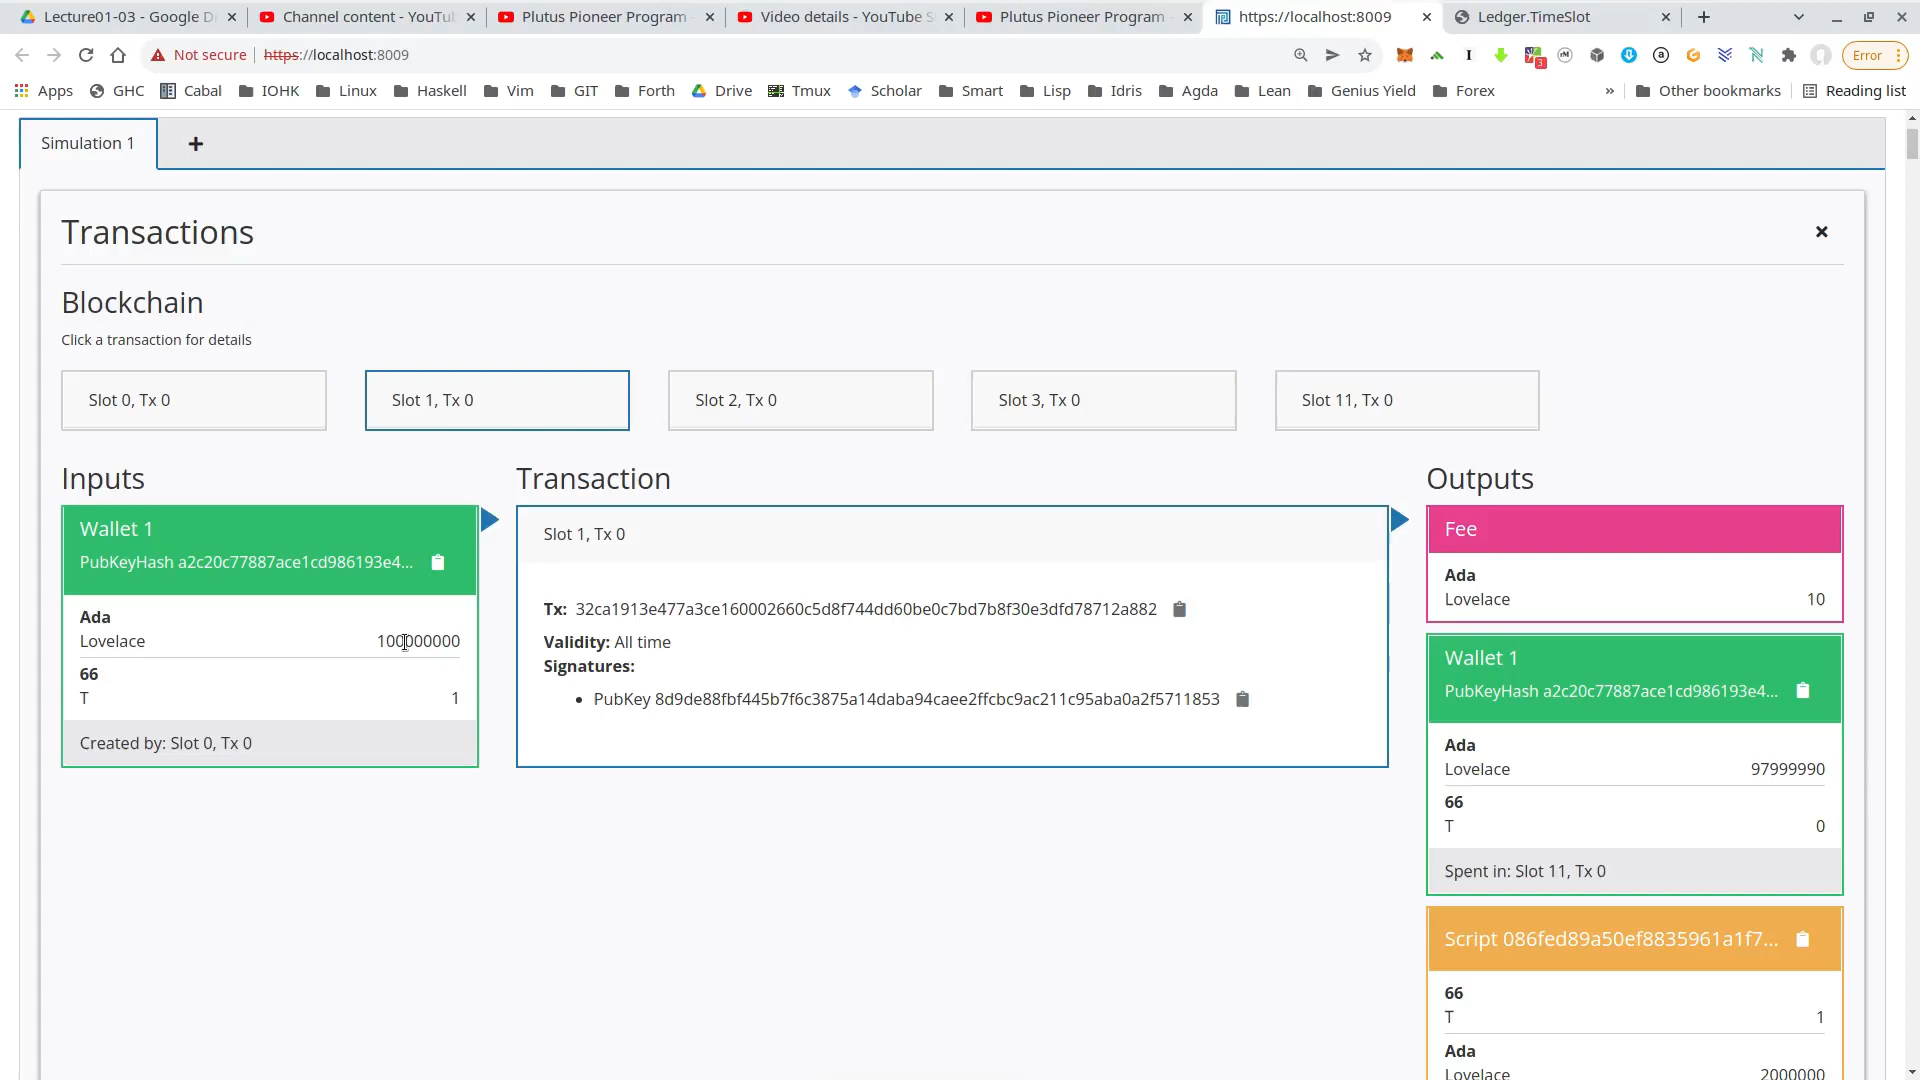 Lecture01-03 - Google D
Channel content - YouTu
Plutus Pioneer Program -
Video details - YouTube S
Plutus Pioneer Program -
https://localhost:8009
Ledger.TimeSlot
Not secure
https://localhost:8009
Error
Apps
GHC
Cabal
IOHK
Linux
Haskell
Vim
GIT
Forth
Drive
Tmux
Scholar
Smart
Lisp
Idris
Agda
Lean
Genius Yield
Forex
»
Other bookmarks
Reading list
Simulation 1
+
Transactions
Blockchain
Click a transaction for details
Slot 0, Tx 0
Slot 1, Tx 0
Slot 2, Tx 0
Slot 3, Tx 0
Slot 11, Tx 0
Inputs
Wallet 1
PubKeyHash a2c20c77887ace1cd986193e4...
Ada
Lovelace 100000000
66
T 1
Created by: Slot 0, Tx 0
Transaction
Slot 1, Tx 0
Tx: 32ca1913e477a3ce160002660c5d8f744dd60be0c7bd7b8f30e3dfd78712a882
Validity: All time
Signatures:
• PubKey 8d9de88fbf445b7f6c3875a14daba94caee2ffcbc9ac211c95aba0a2f5711853
Outputs
Fee
Ada
Lovelace 10
Wallet 1
PubKeyHash a2c20c77887ace1cd986193e4...
Ada
Lovelace 97999990
66
T 0
Spent in: Slot 11, Tx 0
Script 086fed89a50ef8835961a1f7...
66
T 1
Ada
Lovelace 2000000